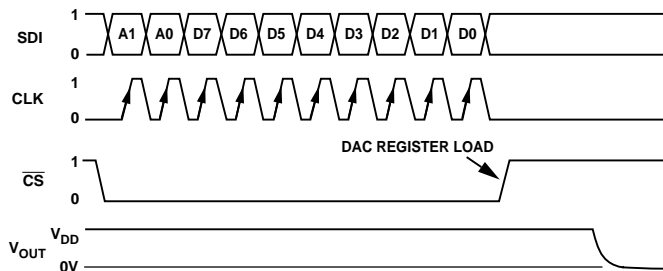 SDI
1
0
A1 A0 D7 D6 D5 D4 D3 D2 D1 D0
CLK
1
0
DAC REGISTER LOAD
CS
1
0
VOUT
VDD
0V